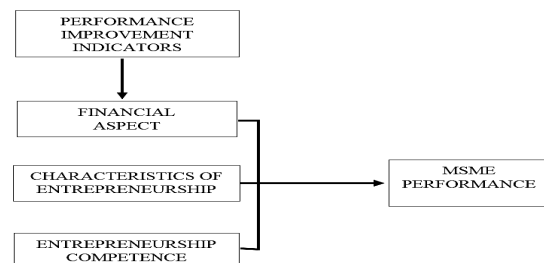 PERFORMANCE
IMPROVEMENT
INDICATORS
FINANCIAL
ASPECT
CHARACTERISTICS OF
ENTREPRENEURSHIP
MSME
PERFORMANCE
ENTREPRENEURSHIP
COMPETENCE